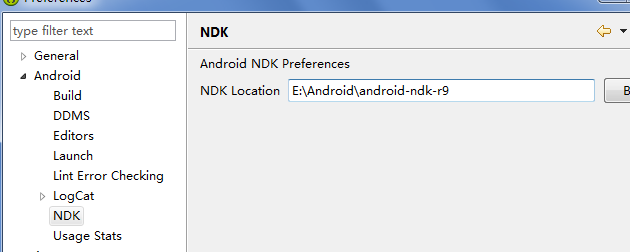 Preferences
type filter text
General
Android
Build
DDMS
Editors
Launch
Lint Error Checking
LogCat
NDK
Usage Stats
NDK
Android NDK Preferences
NDK Location E:\Android\android-ndk-r9